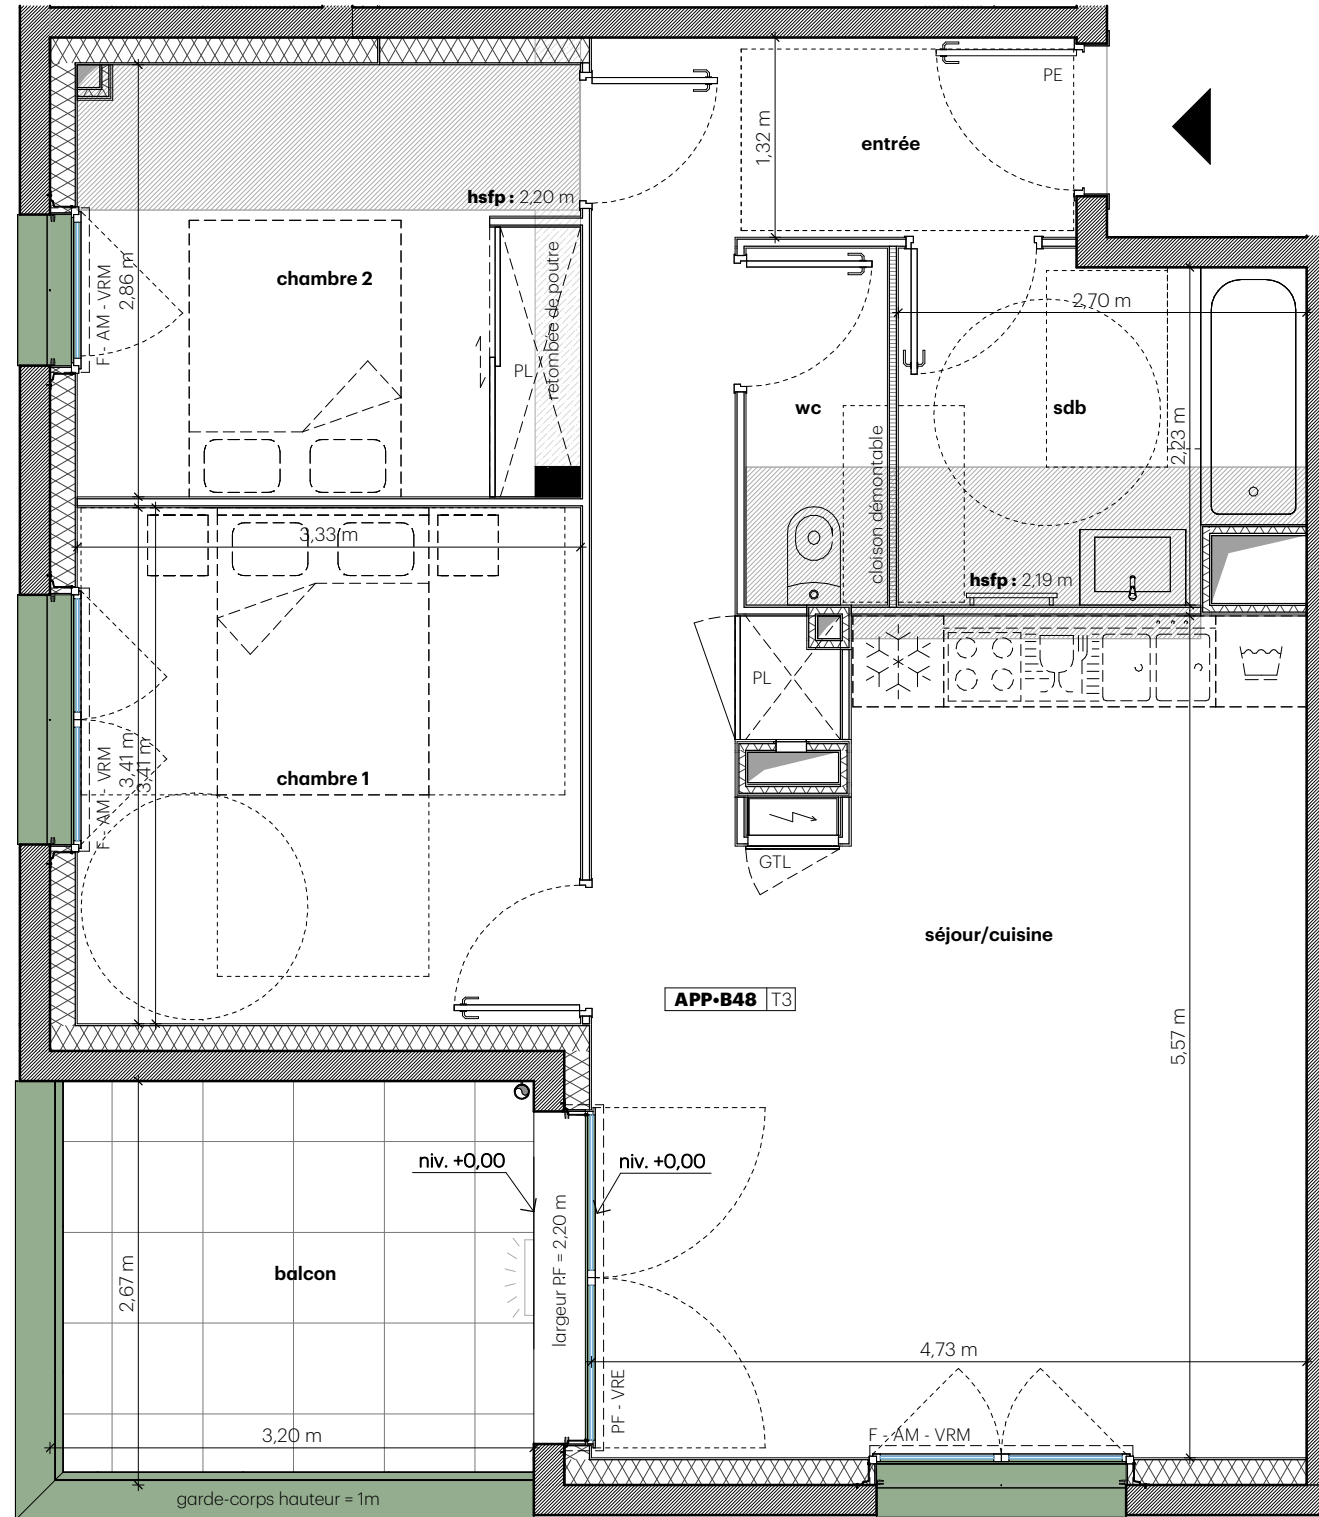 PE
1,32 m
entrée
hsfp : 2,20 m
chambre 2
F - AM - VRM
2,86 m
PL
retombée de poutre
2,70 m
wc
sdb
2,23 m
cloison démontable
hsfp : 2,19 m
3,33 m
PL
chambre 1
F - AM - VRM
3,41 m
3,41 m
GTL
séjour/cuisine
APP•B48 T3
5,57 m
niv. +0,00
niv. +0,00
largeur P.F = 2,20 m
balcon
2,67 m
4,73 m
PF - VRE
3,20 m
F - AM - VRM
garde-corps hauteur = 1m